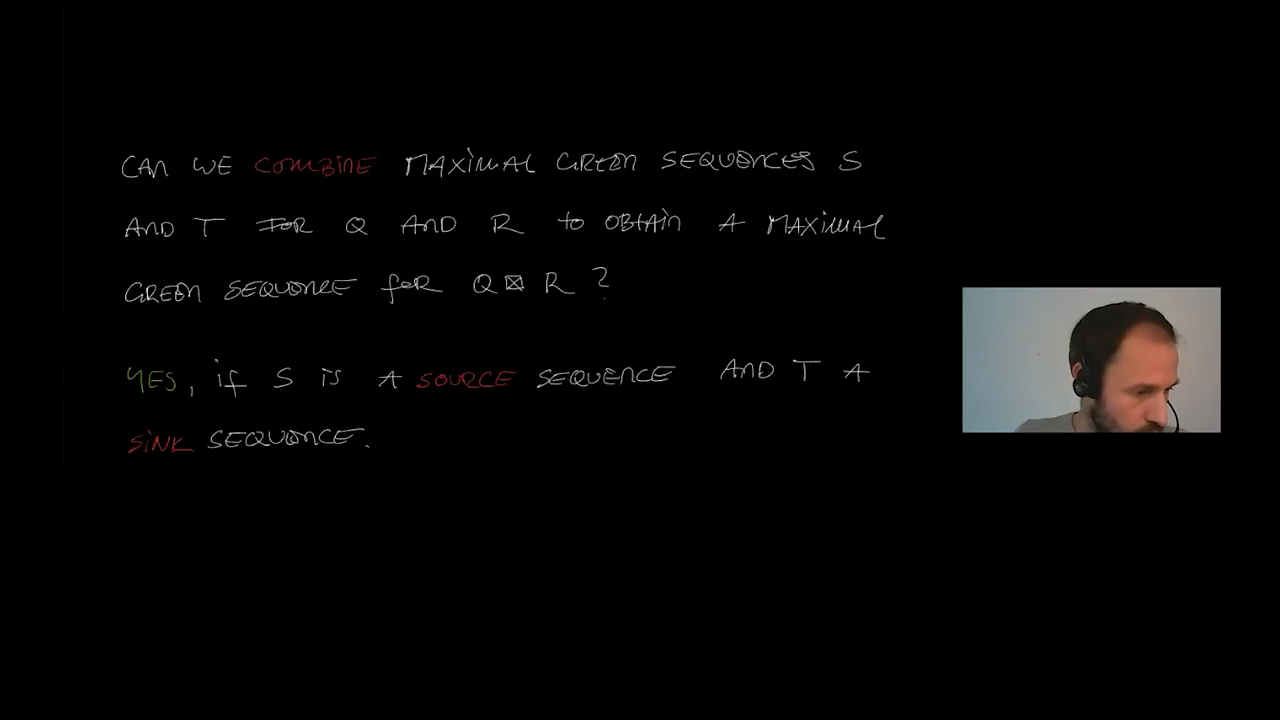 CAN WE COMBINE MAXIMAL GREEN SEQUENCES S
AND T FOR Q AND R to OBTAIN A MAXIMAL
GREEN SEQUENCE for Q ⊠ R ?
YES, if S is A SOURCE SEQUENCE AND T A
SINK SEQUENCE.